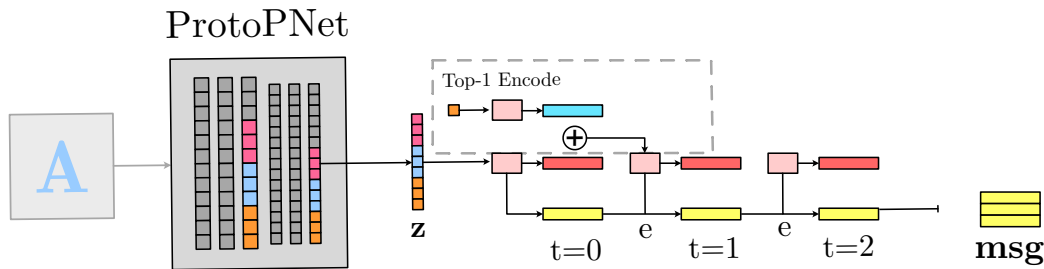 ProtoPNet
Top-1 Encode
A
z
e
e
t=0
t=1
t=2
msg